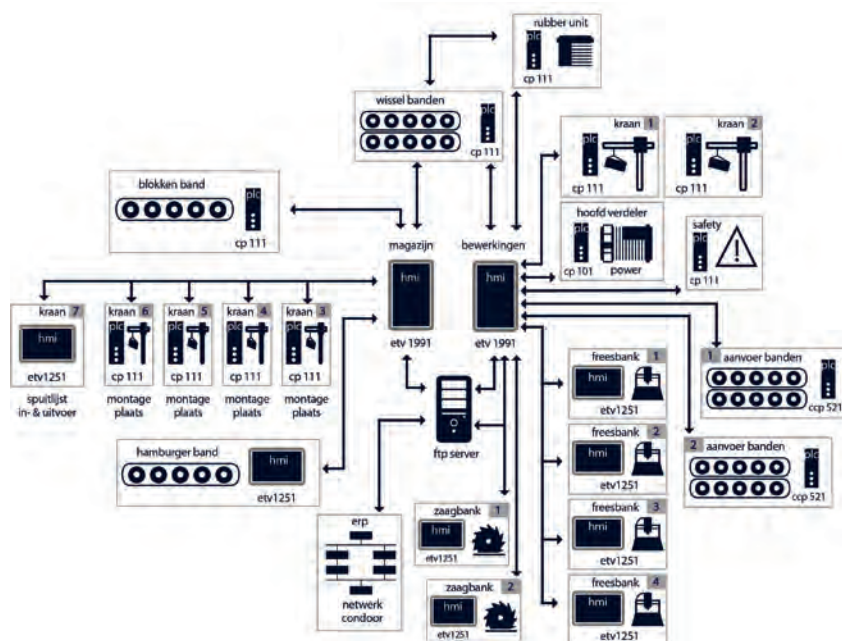 rubber unit
plc
cp 111
wissel banden
plc
cp 111
kraan 1
plc
cp 111
kraan 2
plc
cp 111
blokken band
plc
cp 111
hoofd verdeler
plc
cp 101
power
safety
plc
cp 111
magazijn
hmi
etv 1991
bewerkingen
hmi
etv 1991
kraan 7
hmi
etv1251
spuitlijst
in- & uitvoer
kraan 6
plc
cp 111
montage
plaats
kraan 5
plc
cp 111
montage
plaats
kraan 4
plc
cp 111
montage
plaats
kraan 3
plc
cp 111
montage
plaats
freesbank 1
hmi
etv1251
1 aanvoer banden
plc
ccp 521
freesbank 2
hmi
etv1251
2 aanvoer banden
plc
ccp 521
hamburger band
hmi
etv1251
ftp server
freesbank 3
hmi
etv1251
erp
netwerk
condoor
zaagbank 1
hmi
etv1251
zaagbank 2
hmi
etv1251
freesbank 4
hmi
etv1251